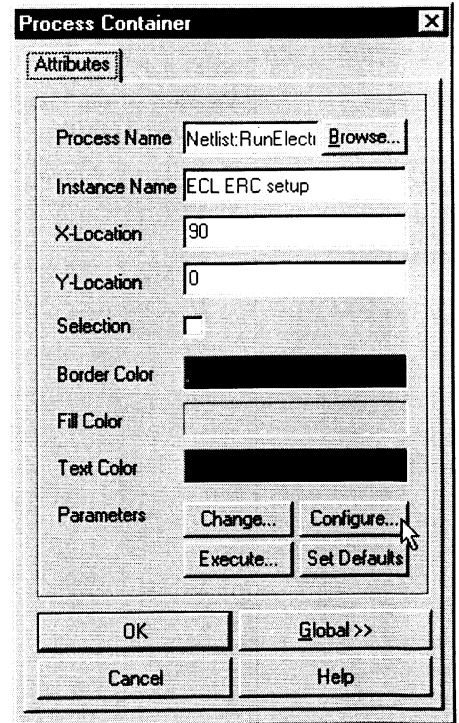 Process Container
Attributes
Process Name Netlist:RunElectr Browse...
Instance Name ECL ERC setup
X-Location 90
Y-Location 0
Selection
Border Color
Fill Color
Text Color
Parameters Change... Configure...
Execute... Set Defaults
OK Global >>
Cancel Help